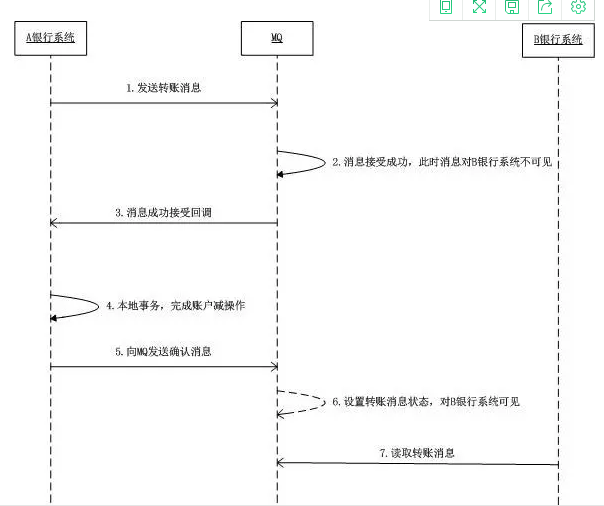 A银行系统
MQ
B银行系统
1.发送转账消息
2.消息接受成功，此时消息对B银行系统不可见
3.消息成功接受回调
4.本地事务，完成账户减操作
5.向MQ发送确认消息
6.设置转账消息状态，对B银行系统可见
7.读取转账消息